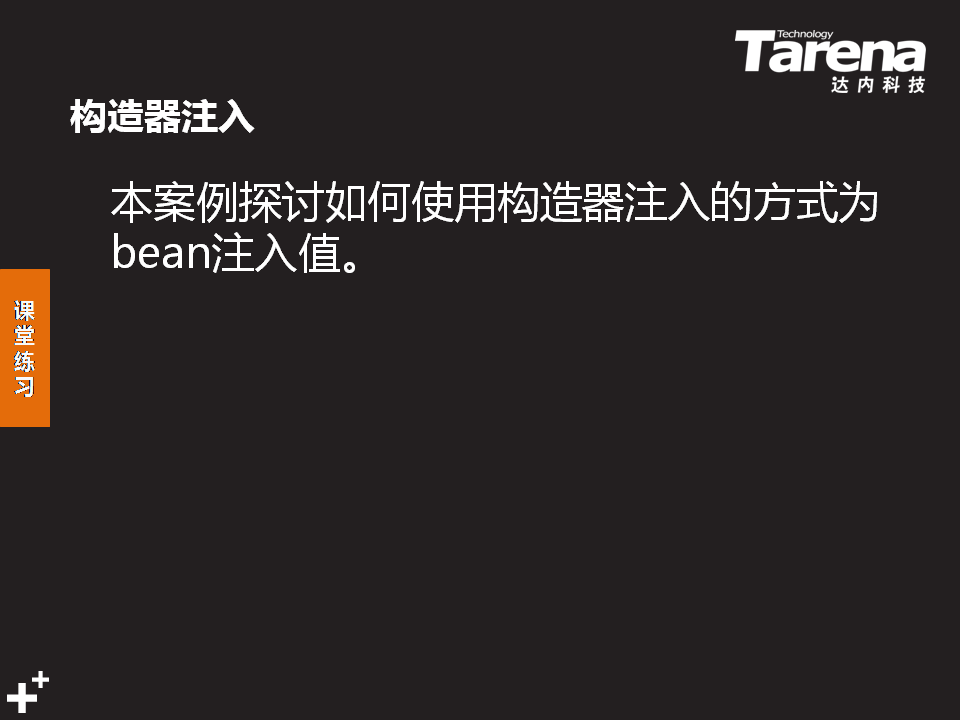 Technology
Tarena
达内科技
构造器注入
本案例探讨如何使用构造器注入的方式为
bean注入值。
课
堂
练
习